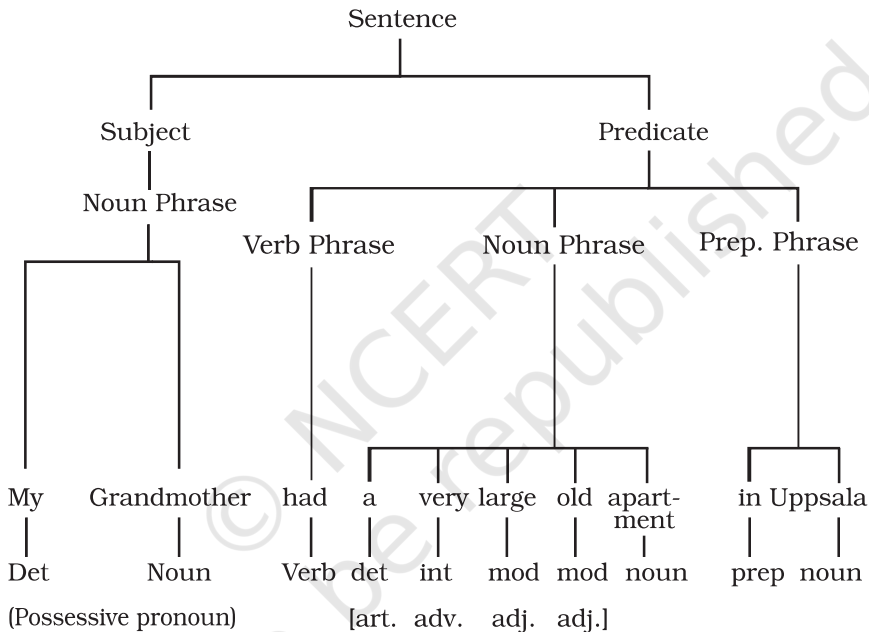 Sentence
Subject Predicate
Noun Phrase
Verb Phrase Noun Phrase Prep. Phrase
My Grandmother had a very large old apart-
ment in Uppsala
Det Noun Verb det int mod mod noun prep noun
(Possessive pronoun) [art. adv. adj. adj.]
© NCERT
be republished